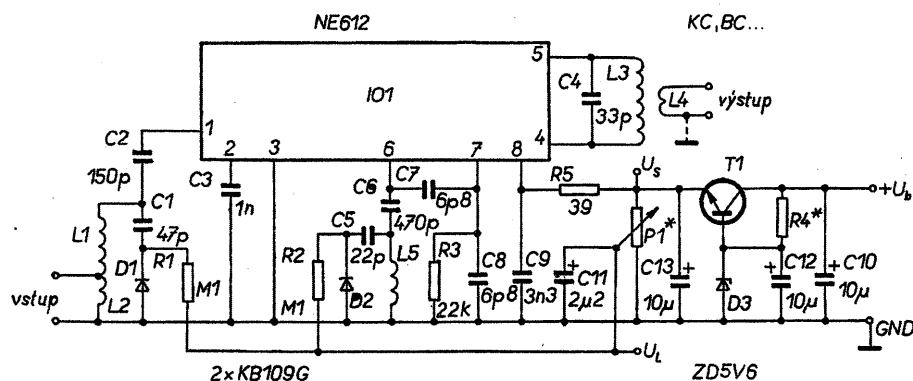 NE612
KC,BC...
5
C4
33p
L3
L4
výstup
IO1
4
1
2
3
6
7
8
C2
150p
C3
1n
C7
6p8
C6
470p
R5
39
U_s
T1
+U_b
C1
47p
L1
D1
R1
vstup
L2
M1
R2
M1
C5
22p
D2
L5
R3
22k
C8
6p8
C9
3n3
+
C11
2µ2
P1*
+
C13
10µ
R4*
D3
+
C12
10µ
+
C10
10µ
GND
U_L
2×KB109G
ZD5V6